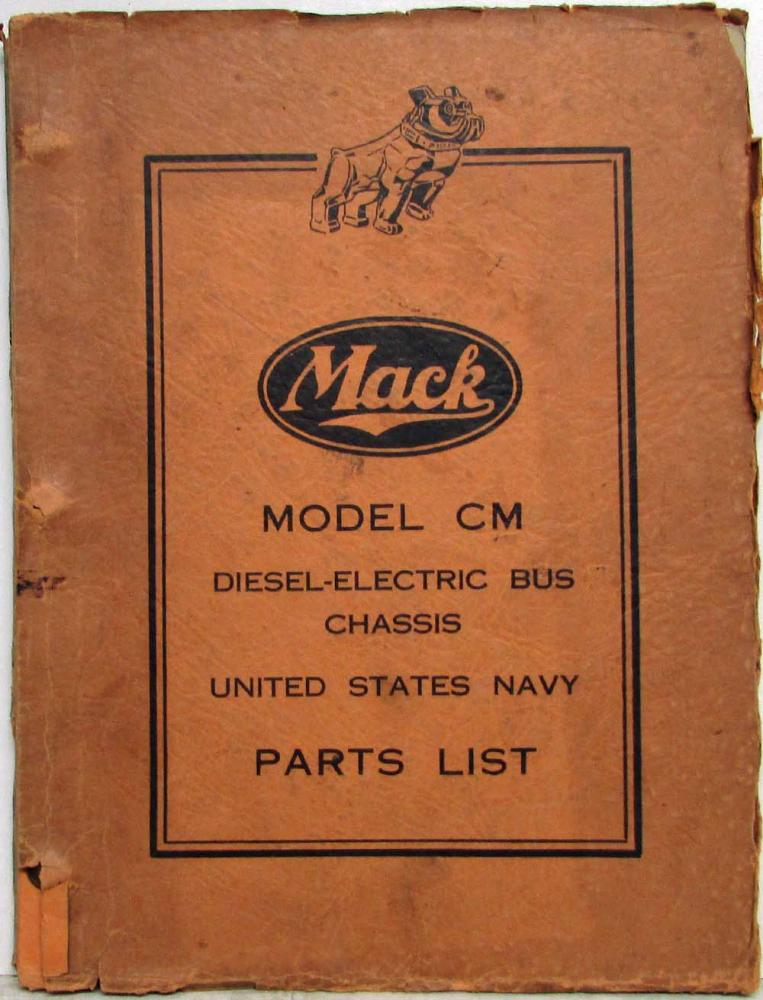 Mack
MODEL CM
DIESEL-ELECTRIC BUS
CHASSIS
UNITED STATES NAVY
PARTS LIST